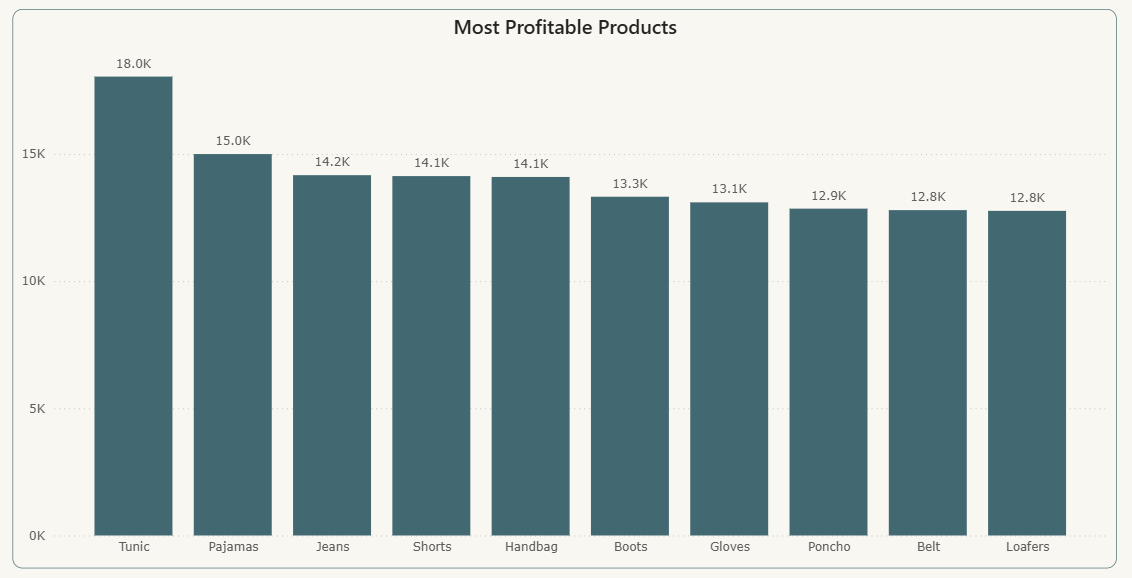 Most Profitable Products
18.0K
15.0K
14.2K
14.1K
14.1K
13.3K
13.1K
12.9K
12.8K
12.8K
15K
10K
5K
0K
Tunic Pajamas Jeans Shorts Handbag Boots Gloves Poncho Belt Loafers